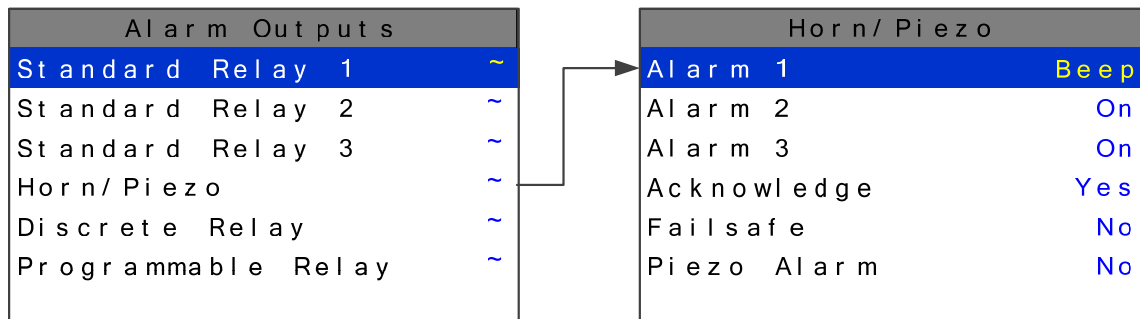 Alarm Outputs
Standard Relay 1 ~
Standard Relay 2 ~
Standard Relay 3 ~
Horn/Piezo ~
Discrete Relay ~
Programmable Relay ~
Horn/Piezo
Alarm 1 Beep
Alarm 2 On
Alarm 3 On
Acknowledge Yes
Failsafe No
Piezo Alarm No